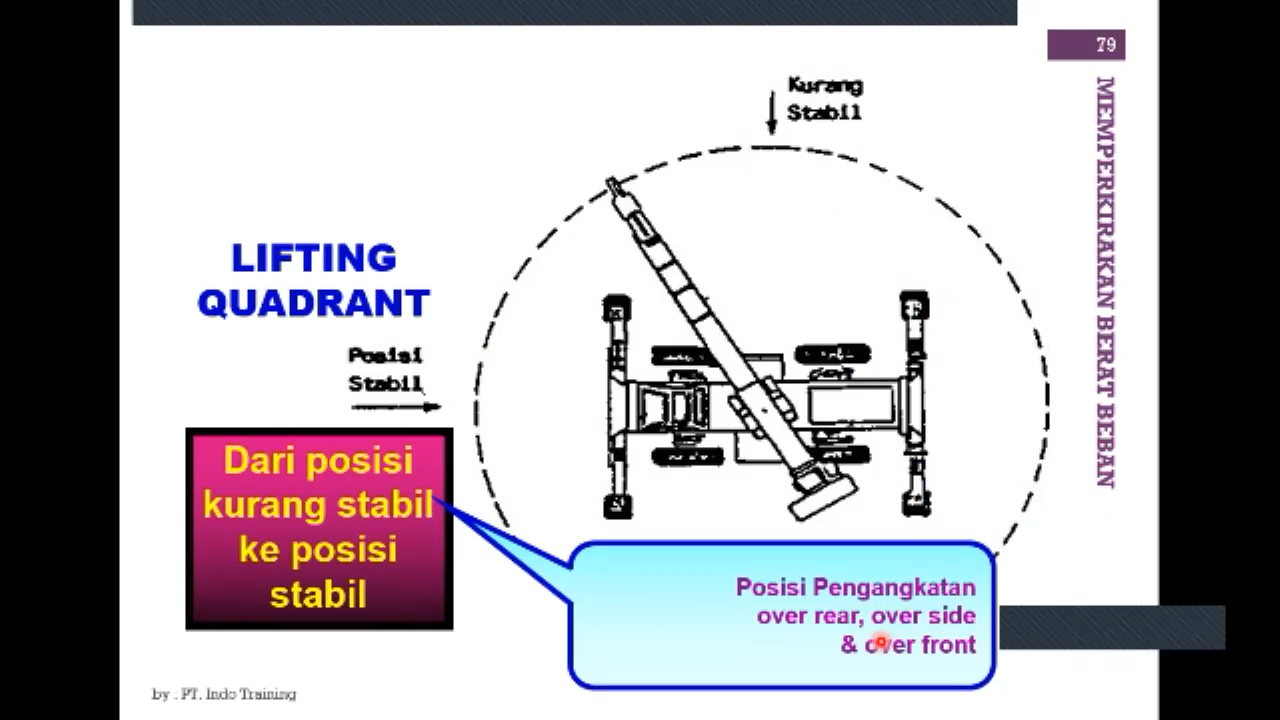 79
MEMPERKIRAKAN BERAT BEBAN
Kurang
Stabil
LIFTING
QUADRANT
Posisi
Stabil
Dari posisi
kurang stabil
ke posisi
stabil
Posisi Pengangkatan
over rear, over side
& over front
by . PT. Indo Training